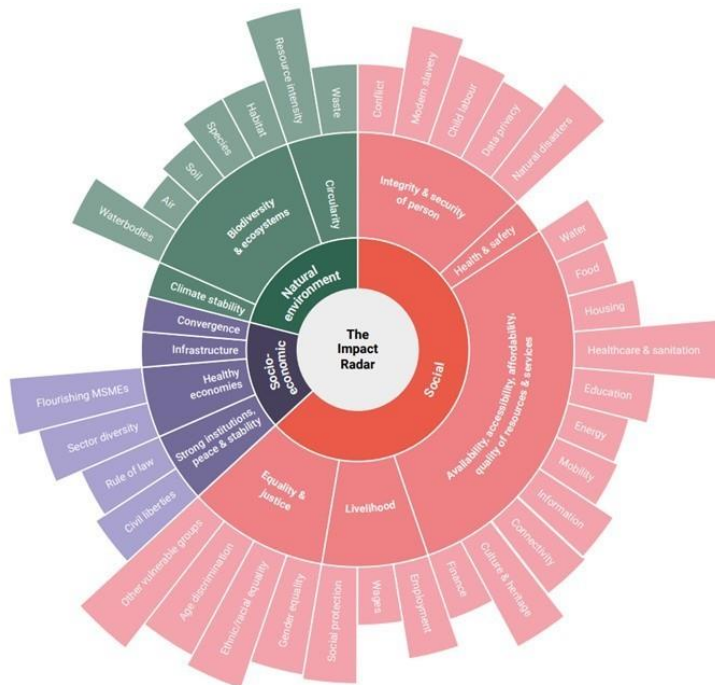 The
Impact
Radar
Social
Integrity & security
of person
Conflict
Modern slavery
Child labour
Data privacy
Natural disasters
Health & safety
Availability, accessibility, affordability,
quality of resources & services
Water
Food
Housing
Healthcare & sanitation
Education
Energy
Mobility
Information
Connectivity
Culture & heritage
Finance
Livelihood
Employment
Wages
Social protection
Equality &
justice
Gender equality
Ethnic/racial equality
Age discrimination
Other vulnerable groups
Socio-
economic
Strong institutions,
peace & stability
Civil liberties
Rule of law
Healthy
economies
Sector diversity
Flourishing MSMEs
Infrastructure
Convergence
Natural
environment
Climate stability
Biodiversity
& ecosystems
Waterbodies
Air
Soil
Species
Habitat
Circularity
Resource intensity
Waste